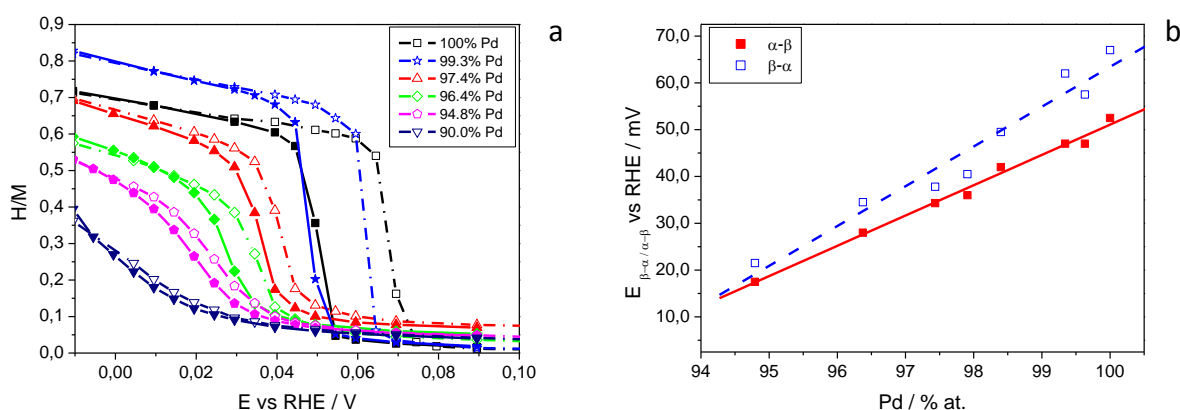 a
0,9
0,8
0,7
0,6
0,5
0,4
0,3
0,2
0,1
0,0
H/M
0,00 0,02 0,04 0,06 0,08 0,10
E vs RHE / V
100% Pd
99.3% Pd
97.4% Pd
96.4% Pd
94.8% Pd
90.0% Pd
b
70,0
60,0
50,0
40,0
30,0
20,0
10,0
E β-α / α-β vs RHE / mV
94 95 96 97 98 99 100
Pd / % at.
α-β
β-α